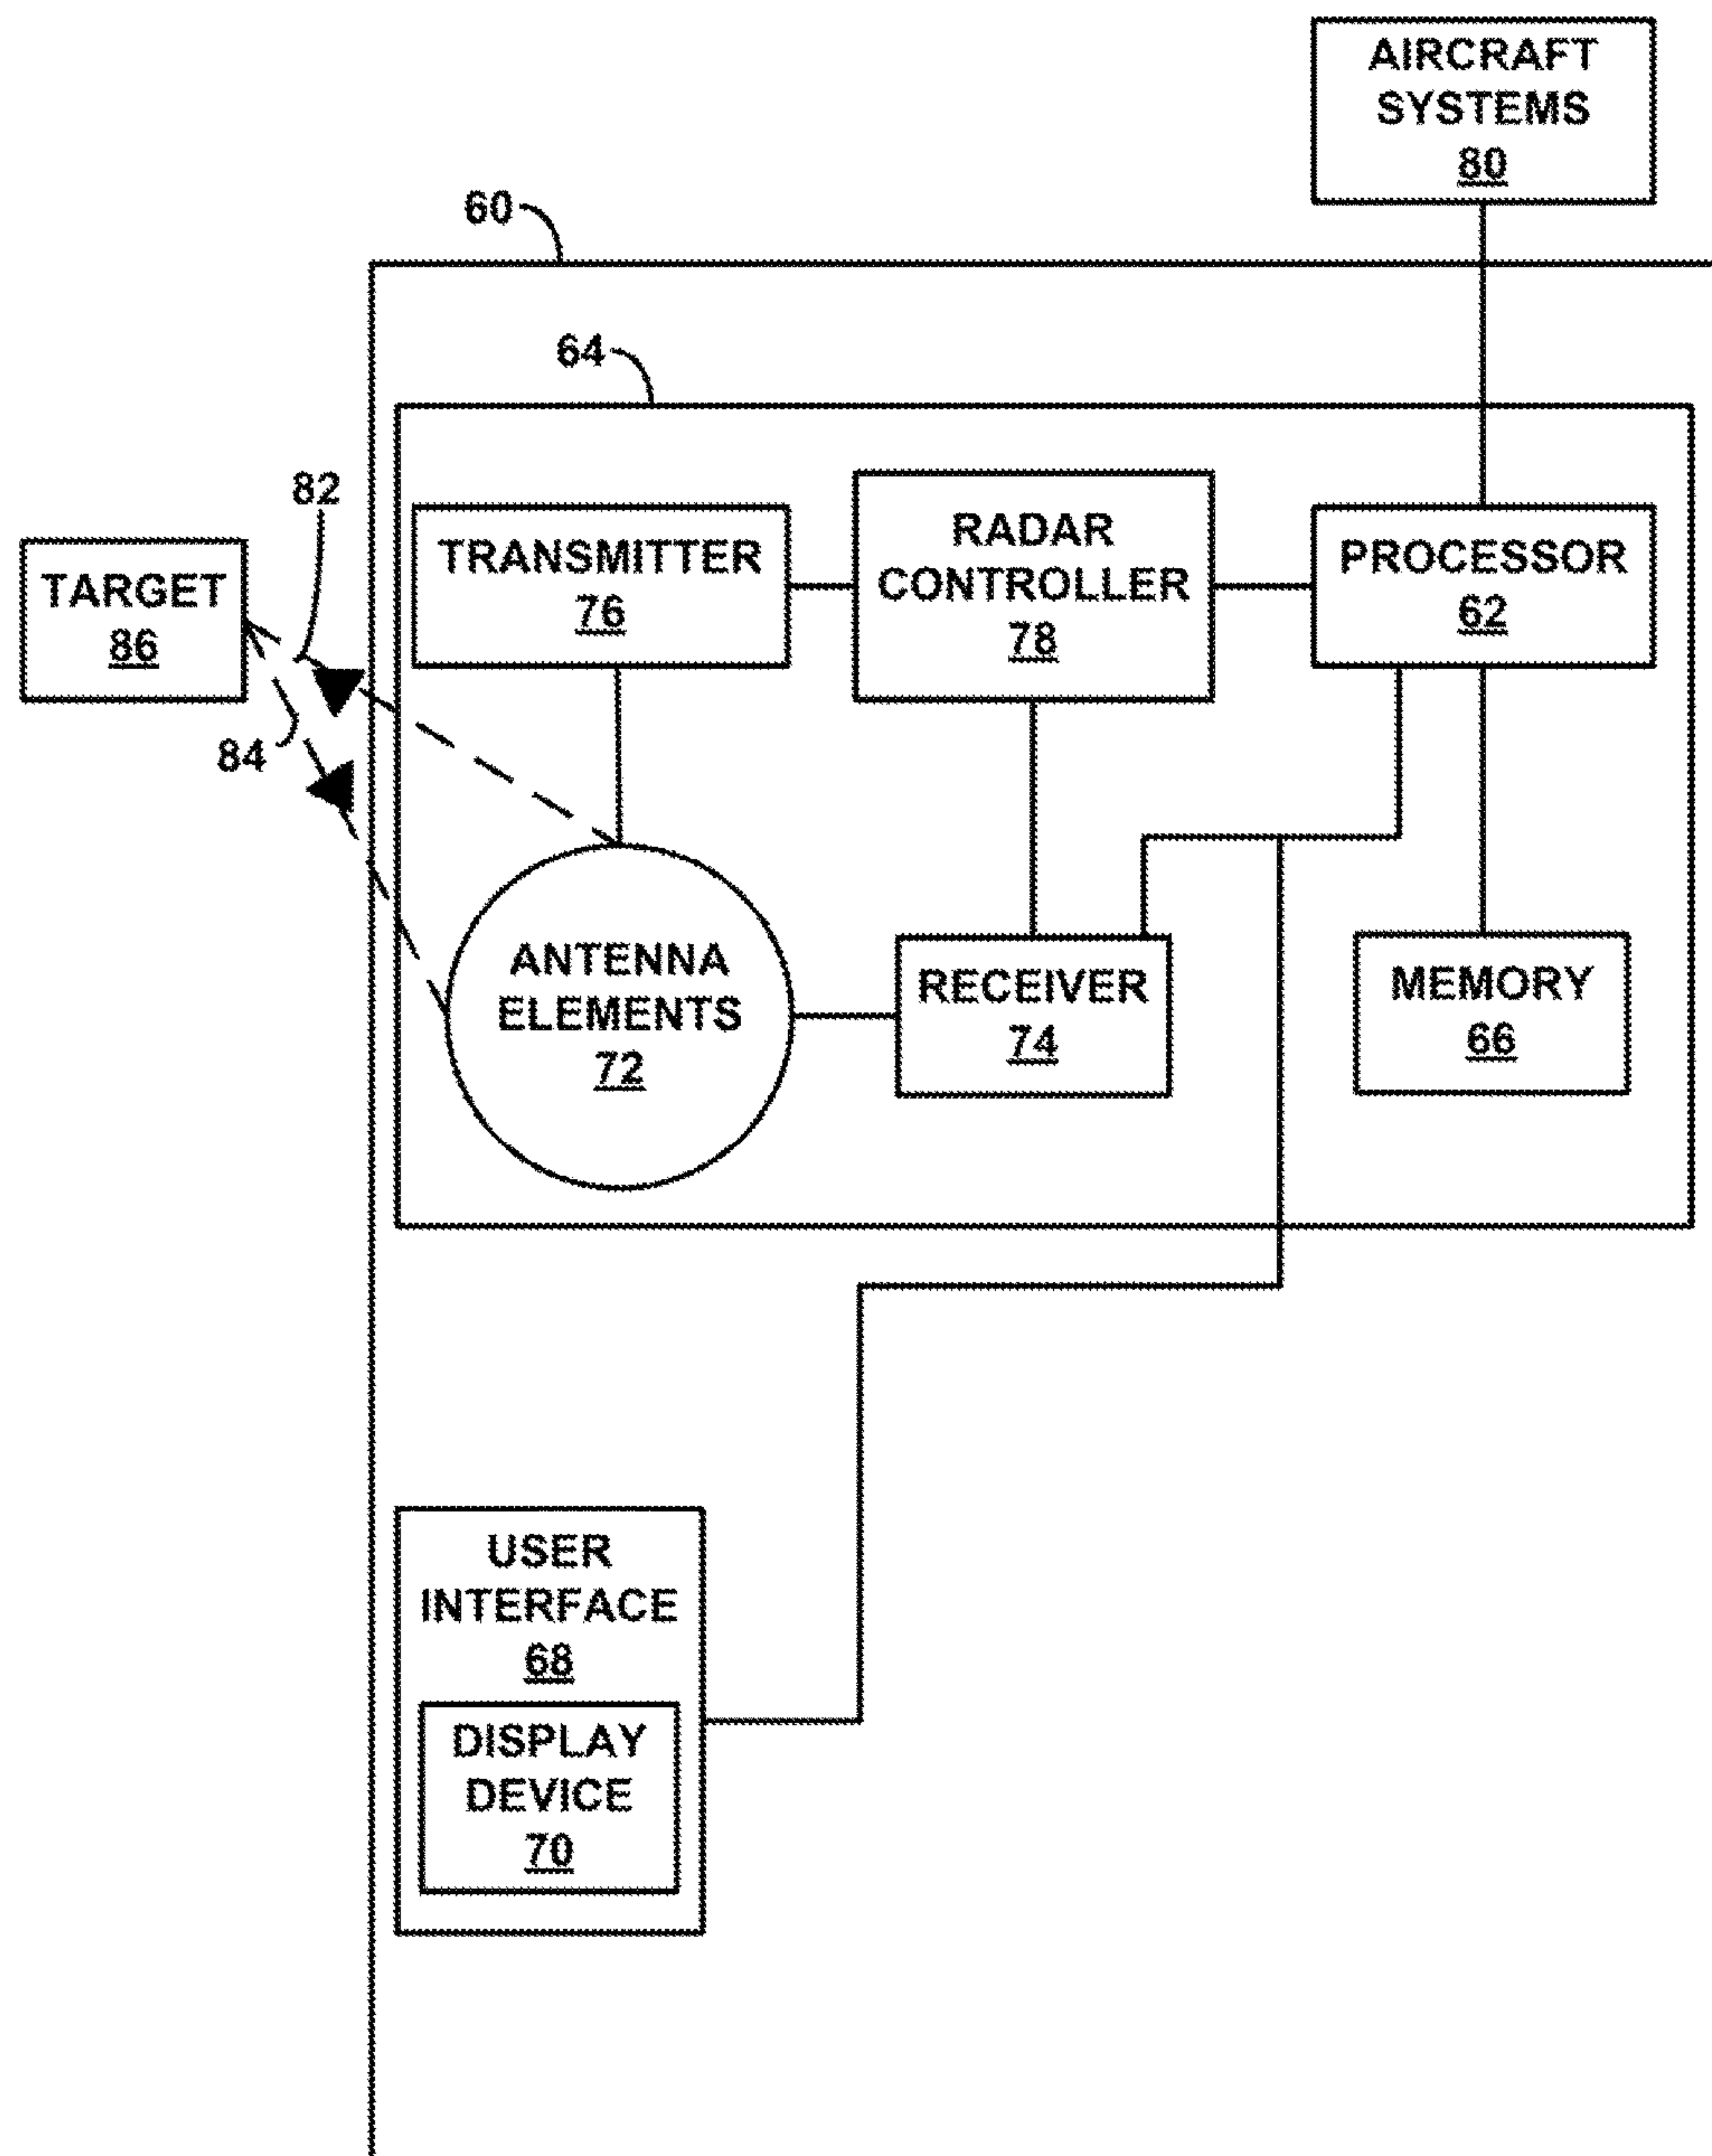 AIRCRAFT
SYSTEMS
80
60
64
82
TARGET
86
84
TRANSMITTER
76
RADAR
CONTROLLER
78
PROCESSOR
62
ANTENNA
ELEMENTS
72
RECEIVER
74
MEMORY
66
USER
INTERFACE
68
DISPLAY
DEVICE
70